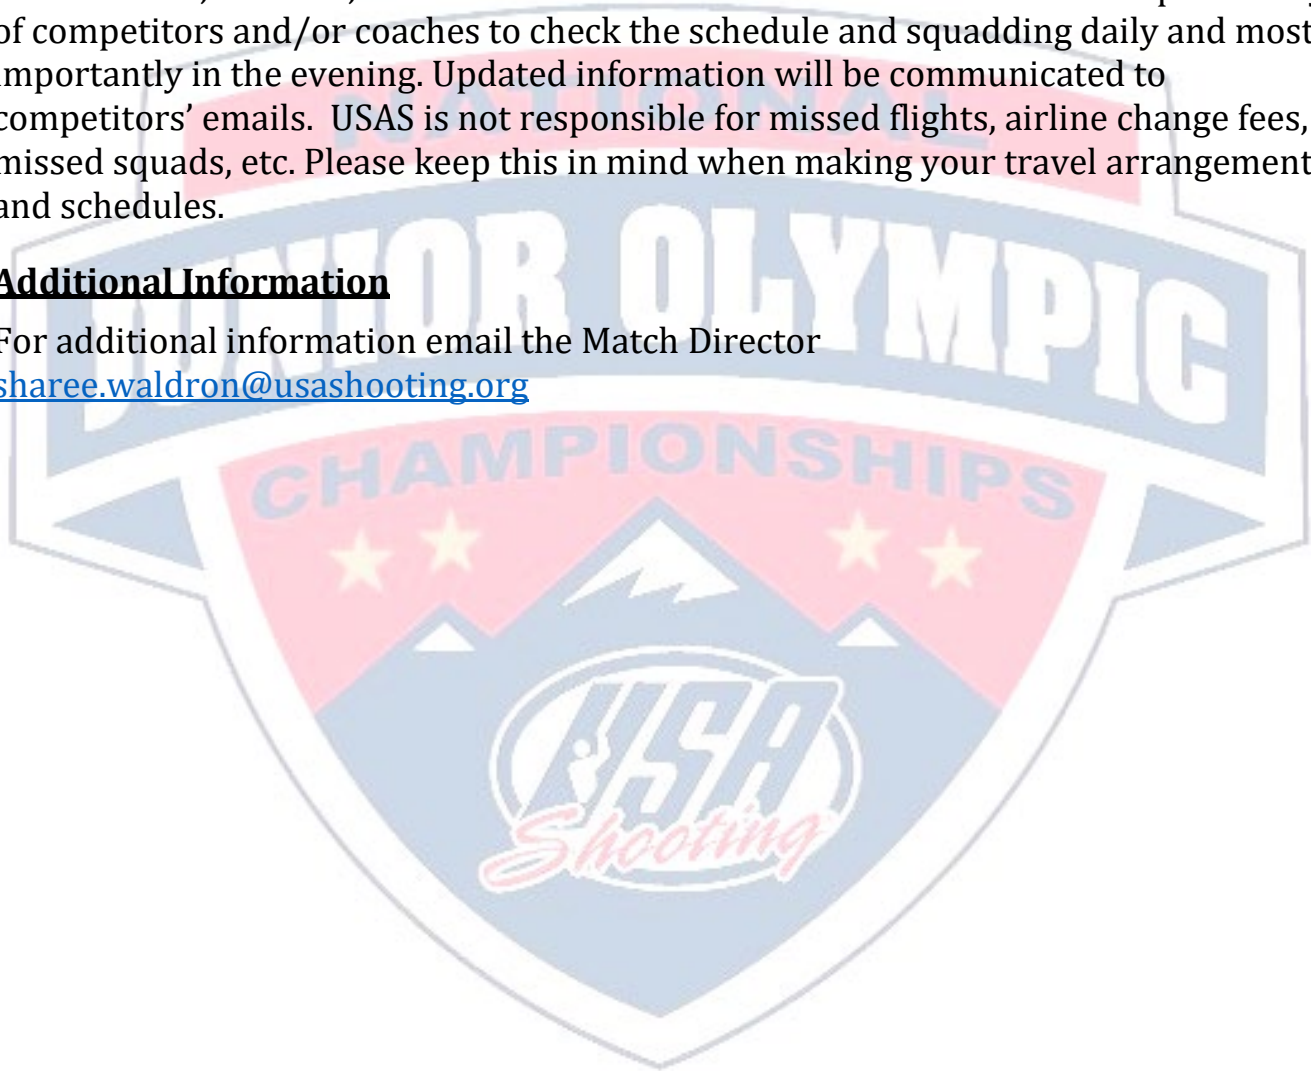 of competitors and/or coaches to check the schedule and squadding daily and most
importantly in the evening. Updated information will be communicated to
competitors’ emails.  USAS is not responsible for missed flights, airline change fees,
missed squads, etc. Please keep this in mind when making your travel arrangement
and schedules.
Additional Information
For additional information email the Match Director
sharee.waldron@usashooting.org
NATIONAL
JUNIOR OLYMPIC
CHAMPIONSHIPS
USA
Shooting